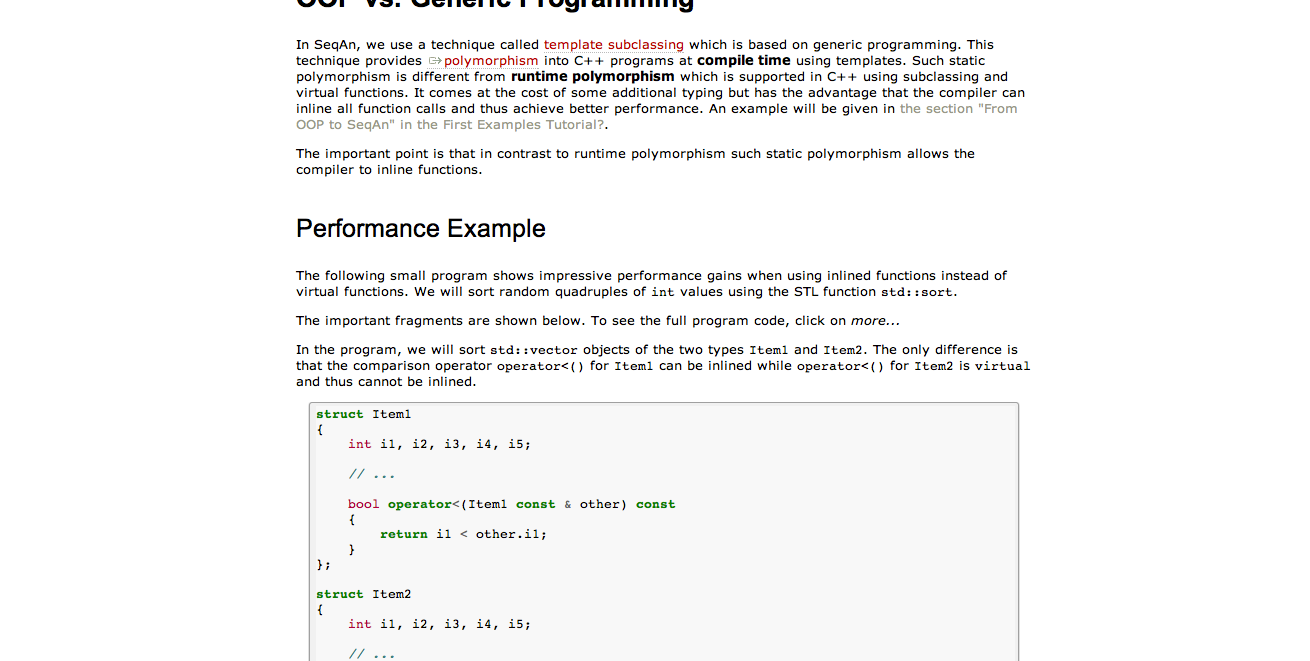 OOP vs. Generic Programming
In SeqAn, we use a technique called template subclassing which is based on generic programming. This
technique provides polymorphism into C++ programs at compile time using templates. Such static
polymorphism is different from runtime polymorphism which is supported in C++ using subclassing and
virtual functions. It comes at the cost of some additional typing but has the advantage that the compiler can
inline all function calls and thus achieve better performance. An example will be given in the section "From
OOP to SeqAn" in the First Examples Tutorial?.
The important point is that in contrast to runtime polymorphism such static polymorphism allows the
compiler to inline functions.
Performance Example
The following small program shows impressive performance gains when using inlined functions instead of
virtual functions. We will sort random quadruples of int values using the STL function std::sort.
The important fragments are shown below. To see the full program code, click on more...
In the program, we will sort std::vector objects of the two types Item1 and Item2. The only difference is
that the comparison operator operator<() for Item1 can be inlined while operator<() for Item2 is virtual
and thus cannot be inlined.
struct Item1
{
    int i1, i2, i3, i4, i5;
    // ...
    bool operator<(Item1 const & other) const
    {
        return i1 < other.i1;
    }
};
struct Item2
{
    int i1, i2, i3, i4, i5;
    // ...